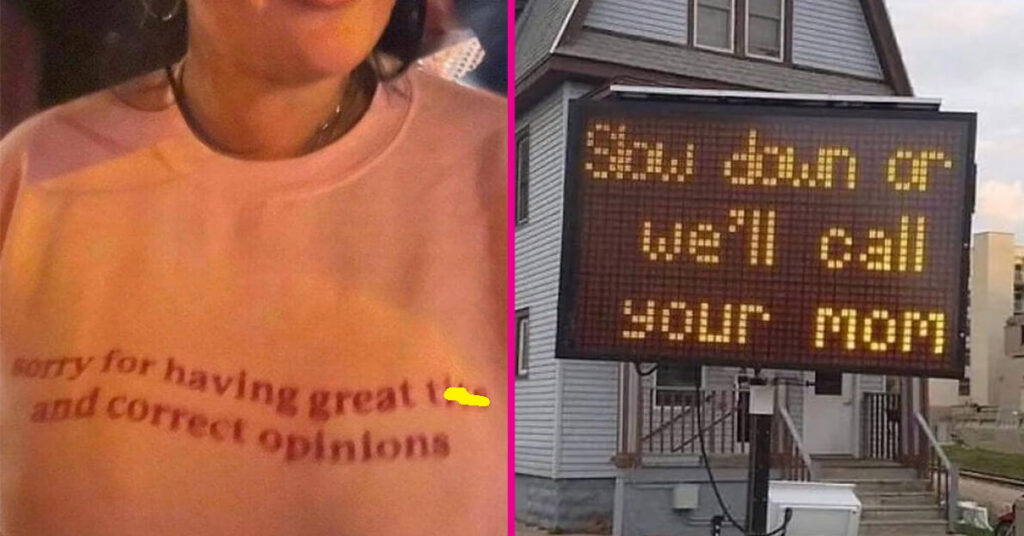 sorry for having great
and correct opinions
Slow down or
we'll call
your mom